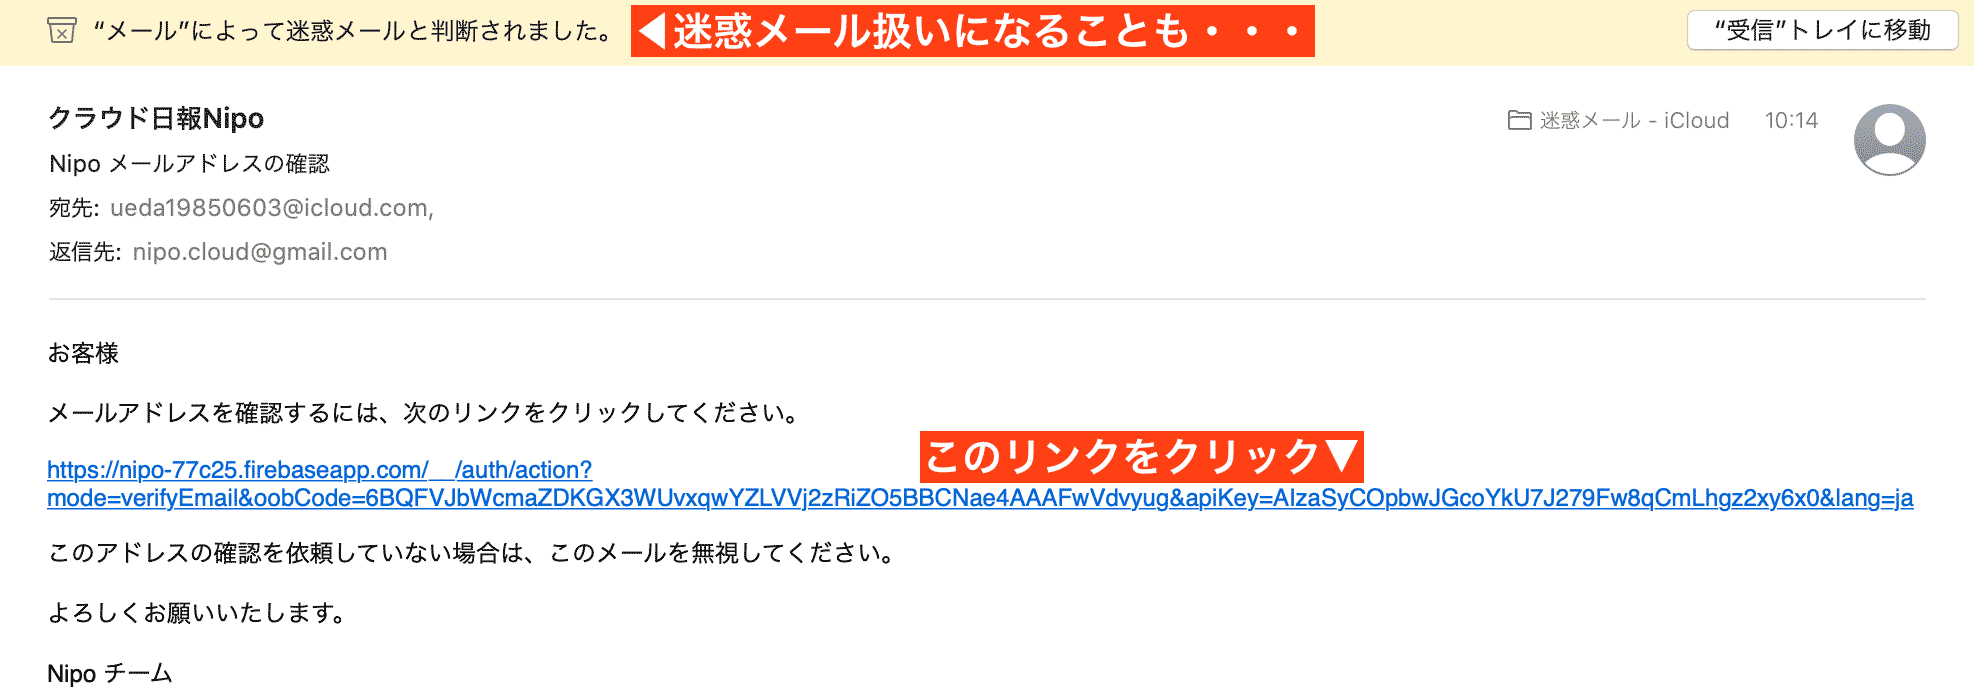 “メール”によって迷惑メールと判断されました。 ◀迷惑メール扱いになることも・・・ “受信”トレイに移動
クラウド日報Nipo 迷惑メール - iCloud 10:14
Nipo メールアドレスの確認
宛先: ueda19850603@icloud.com,
返信先: nipo.cloud@gmail.com
お客様
メールアドレスを確認するには、次のリンクをクリックしてください。
このリンクをクリック▼
https://nipo-77c25.firebaseapp.com/__/auth/action?
mode=verifyEmail&oobCode=6BQFVJbWcmaZDKGX3WUvxqwYZLVVj2zRiZO5BBCNae4AAAFwVdvyug&apiKey=AIzaSyCOpbwJGcoYkU7J279Fw8qCmLhgz2xy6x0&lang=ja
このアドレスの確認を依頼していない場合は、このメールを無視してください。
よろしくお願いいたします。
Nipo チーム